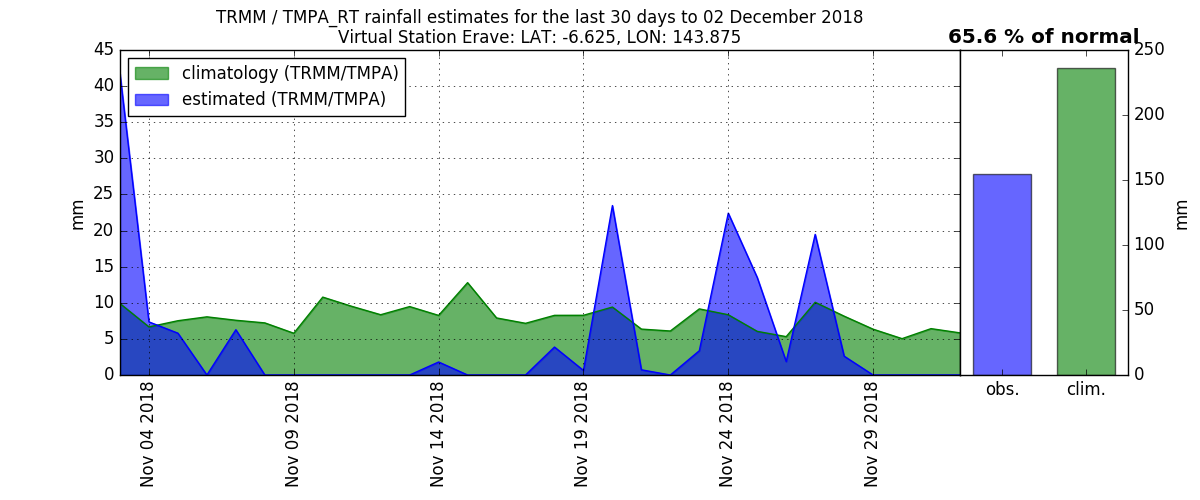 TRMM / TMPA_RT rainfall estimates for the last 30 days to 02 December 2018
Virtual Station Erave: LAT: -6.625, LON: 143.875
65.6 % of normal
climatology (TRMM/TMPA)
estimated (TRMM/TMPA)
mm
45
40
35
30
25
20
15
10
5
0
Nov 04 2018
Nov 09 2018
Nov 14 2018
Nov 19 2018
Nov 24 2018
Nov 29 2018
obs.
clim.
250
200
150
100
50
0
mm